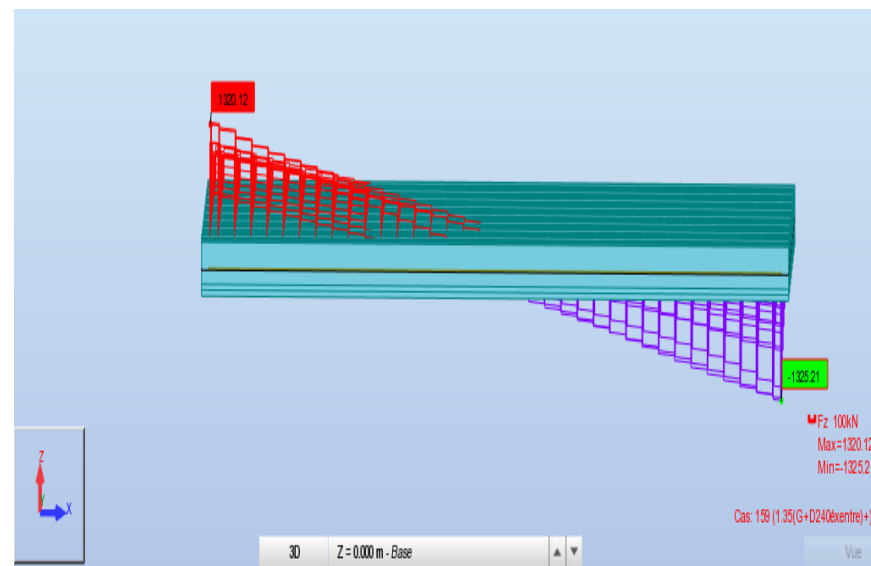 1320.12
-1325.21
Fz 100kN
Max=1320.12
Min=-1325.2
Cas: 159 (1.35(G+D240éxentre)+)
Z
Y
X
3D Z = 0.000 m - Base
Vue